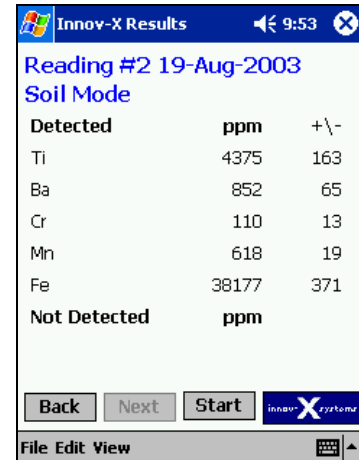 Innov-X Results 9:53
Reading #2 19-Aug-2003
Soil Mode
Detected ppm +\-
Ti 4375 163
Ba 852 65
Cr 110 13
Mn 618 19
Fe 38177 371
Not Detected ppm
Back Next Start innov-X systems
File Edit View